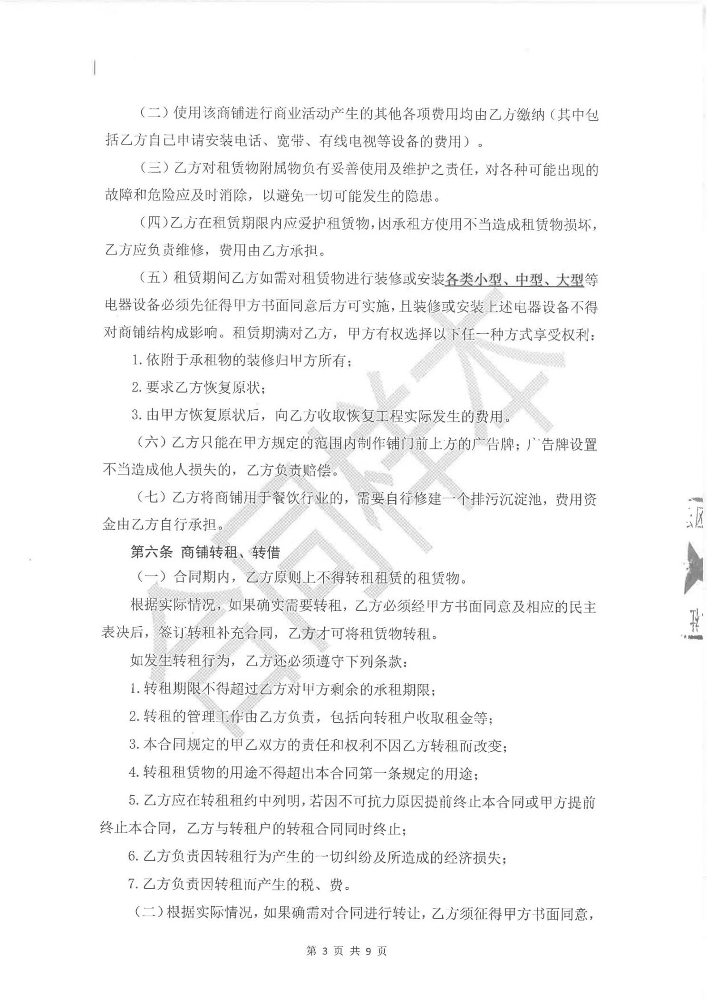 （二）使用该商铺进行商业活动产生的其他各项费用均由乙方缴纳（其中包
括乙方自己申请安装电话、宽带、有线电视等设备的费用）。
（三）乙方对租赁物附属物负有妥善使用及维护之责任，对各种可能出现的
故障和危险应及时消除，以避免一切可能发生的隐患。
（四）乙方在租赁期限内应爱护租赁物，因承租方使用不当造成租赁物损坏，
乙方应负责维修，费用由乙方承担。
（五）租赁期间乙方如需对租赁物进行装修或安装各类小型、中型、大型等
电器设备必须先征得甲方书面同意后方可实施，且装修或安装上述电器设备不得
对商铺结构成影响。租赁期满对乙方，甲方有权选择以下任一种方式享受权利：
1.依附于承租物的装修归甲方所有；
2.要求乙方恢复原状；
3.由甲方恢复原状后，向乙方收取恢复工程实际发生的费用。
（六）乙方只能在甲方规定的范围内制作铺门前上方的广告牌；广告牌设置
不当造成他人损失的，乙方负责赔偿。
（七）乙方将商铺用于餐饮行业的，需要自行修建一个排污沉淀池，费用资
金由乙方自行承担。
第六条 商铺转租、转借
（一）合同期内，乙方原则上不得转租租赁的租赁物。
根据实际情况，如果确实需要转租，乙方必须经甲方书面同意及相应的民主
表决后，签订转租补充合同，乙方才可将租赁物转租。
如发生转租行为，乙方还必须遵守下列条款：
1.转租期限不得超过乙方对甲方剩余的承租期限；
2.转租的管理工作由乙方负责，包括向转租户收取租金等；
3.本合同规定的甲乙双方的责任和权利不因乙方转租而改变；
4.转租租赁物的用途不得超出本合同第一条规定的用途；
5.乙方应在转租租约中列明，若因不可抗力原因提前终止本合同或甲方提前
终止本合同，乙方与转租户的转租合同同时终止；
6.乙方负责因转租行为产生的一切纠纷及所造成的经济损失；
7.乙方负责因转租而产生的税、费。
（二）根据实际情况，如果确需对合同进行转让，乙方须征得甲方书面同意，
第 3 页 共 9 页
合同样本